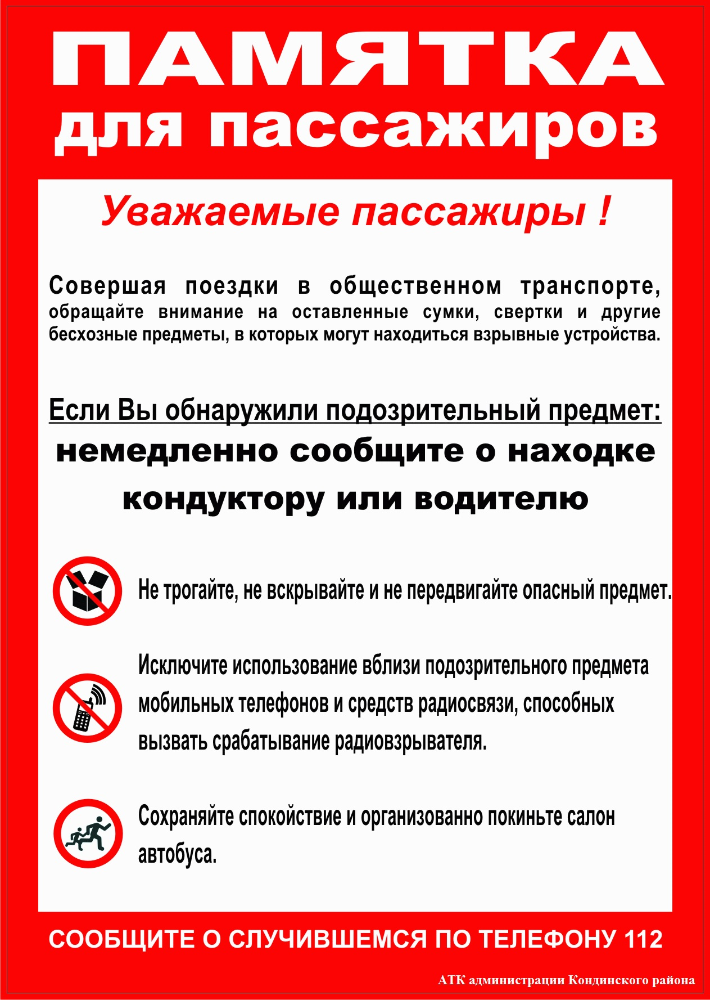 ПАМЯТКА
для пассажиров
Уважаемые пассажиры !
Совершая поездки в общественном транспорте,
обращайте внимание на оставленные сумки, свертки и другие
бесхозные предметы, в которых могут находиться взрывные устройства.
Если Вы обнаружили подозрительный предмет:
немедленно сообщите о находке
кондуктору или водителю
Не трогайте, не вскрывайте и не передвигайте опасный предмет.
Исключите использование вблизи подозрительного предмета
мобильных телефонов и средств радиосвязи, способных
вызвать срабатывание радиовзрывателя.
Сохраняйте спокойствие и организованно покиньте салон
автобуса.
СООБЩИТЕ О СЛУЧИВШЕМСЯ ПО ТЕЛЕФОНУ 112
АТК администрации Кондинского района